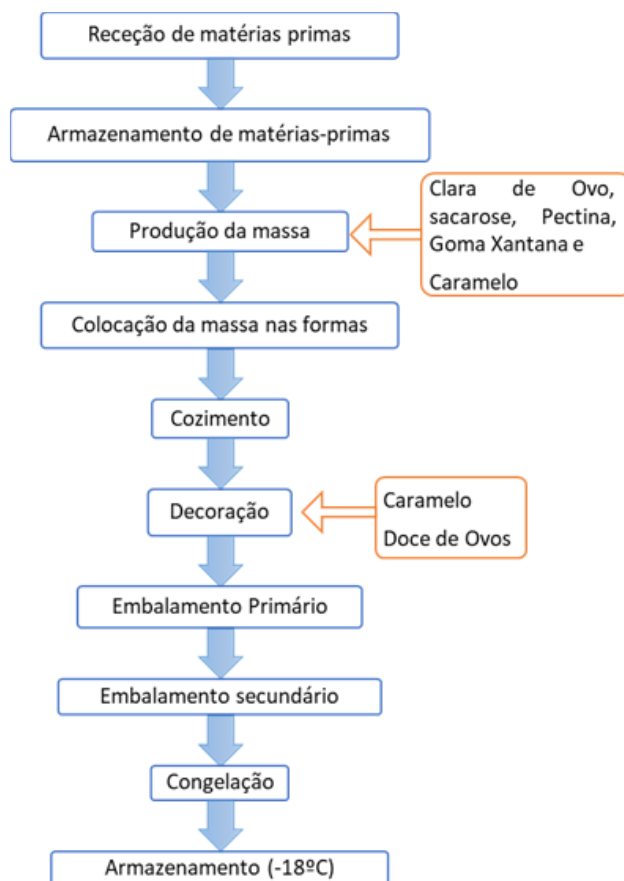 Receção de matérias primas
Armazenamento de matérias-primas
Clara de Ovo,
sacarose, Pectina,
Goma Xantana e
Caramelo
Produção da massa
Colocação da massa nas formas
Cozimento
Caramelo
Doce de Ovos
Decoração
Embalamento Primário
Embalamento secundário
Congelação
Armazenamento (-18ºC)